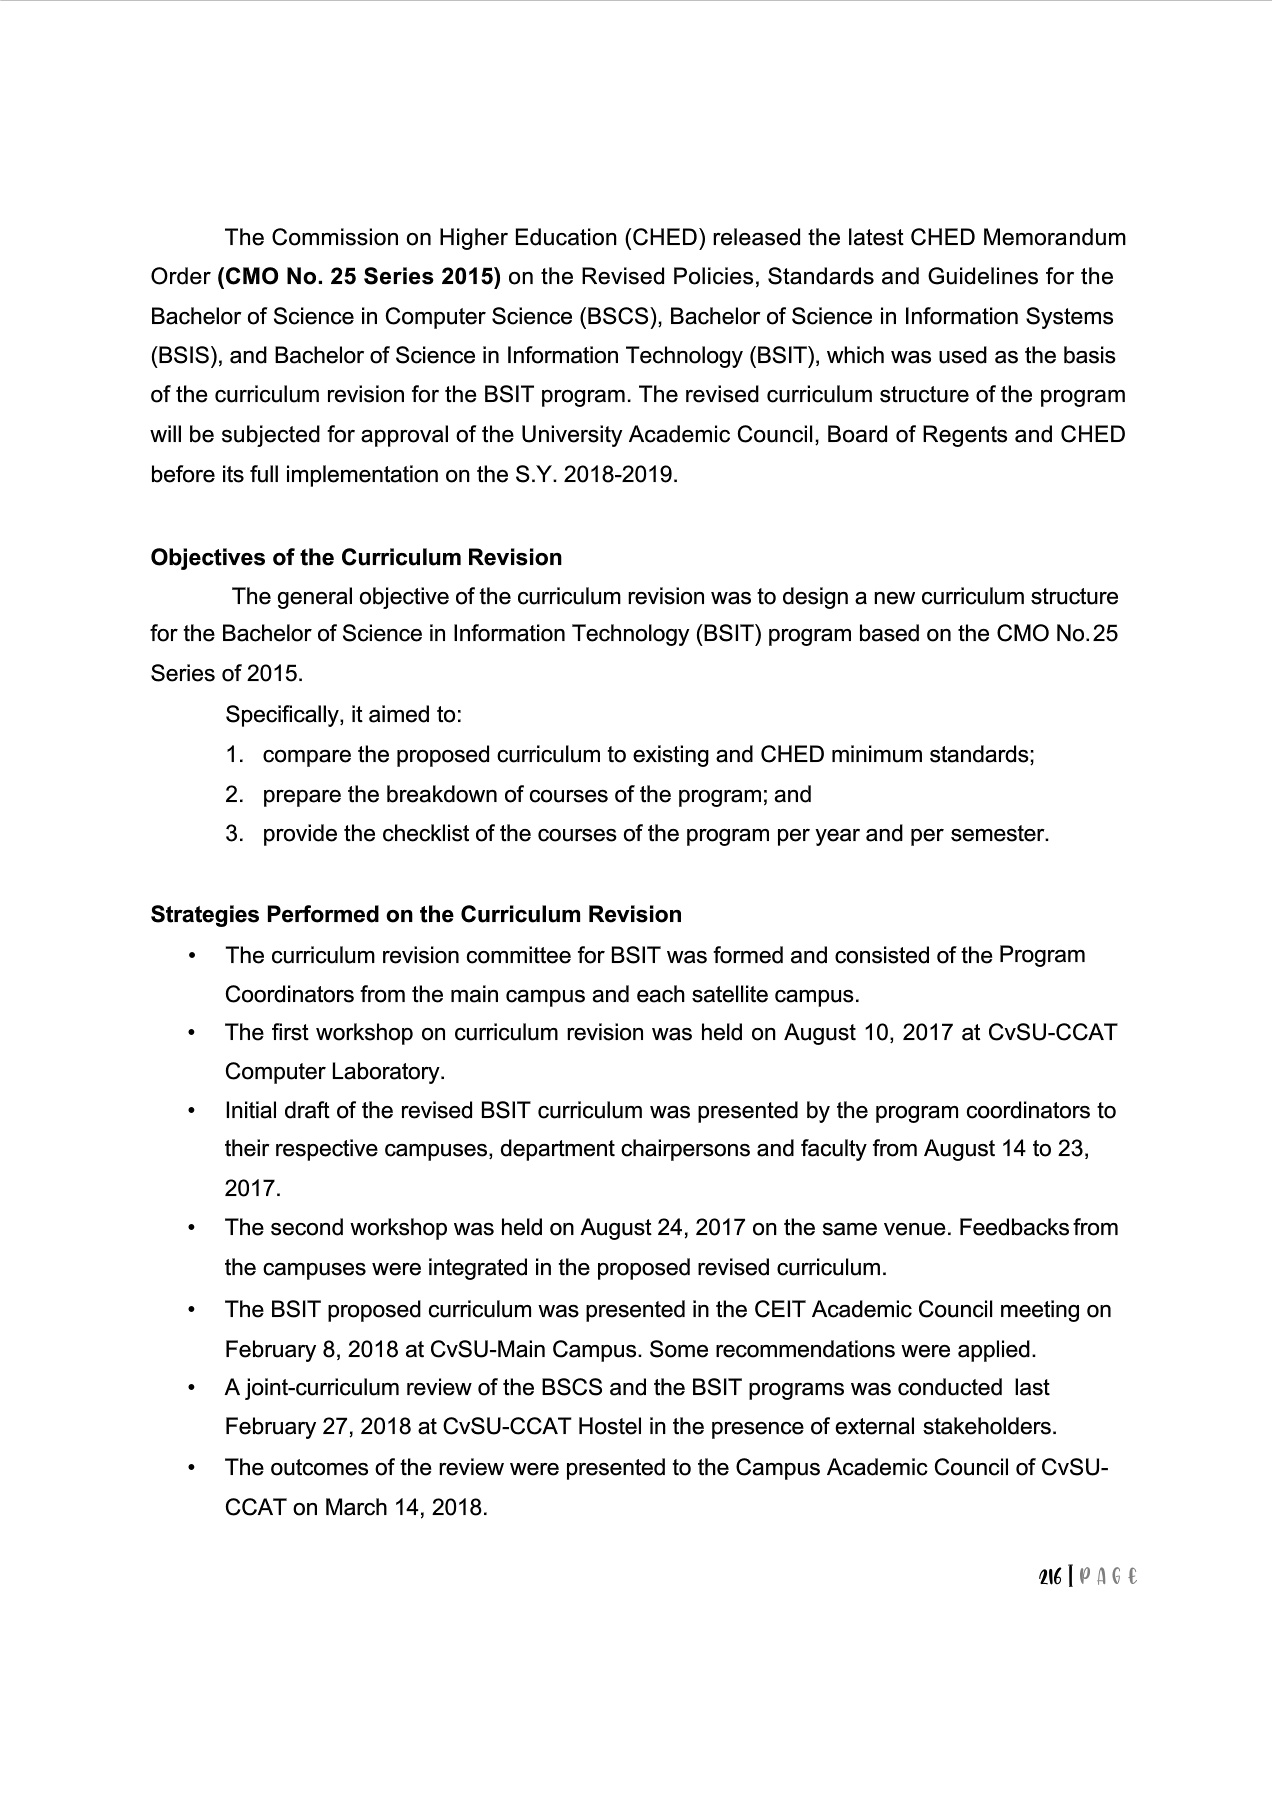 The Commission on Higher Education (CHED) released the latest CHED Memorandum
Order (CMO No. 25 Series 2015) on the Revised Policies, Standards and Guidelines for the
Bachelor of Science in Computer Science (BSCS), Bachelor of Science in Information Systems
(BSIS), and Bachelor of Science in Information Technology (BSIT), which was used as the basis
of the curriculum revision for the BSIT program. The revised curriculum structure of the program
will be subjected for approval of the University Academic Council, Board of Regents and CHED
before its full implementation on the S.Y. 2018-2019.
Objectives of the Curriculum Revision
The general objective of the curriculum revision was to design a new curriculum structure
for the Bachelor of Science in Information Technology (BSIT) program based on the CMO No. 25
Series of 2015.
Specifically, it aimed to:
1. compare the proposed curriculum to existing and CHED minimum standards;
2. prepare the breakdown of courses of the program; and
3. provide the checklist of the courses of the program per year and per semester.
Strategies Performed on the Curriculum Revision
• The curriculum revision committee for BSIT was formed and consisted of the Program
Coordinators from the main campus and each satellite campus.
• The first workshop on curriculum revision was held on August 10, 2017 at CvSU-CCAT
Computer Laboratory.
• Initial draft of the revised BSIT curriculum was presented by the program coordinators to
their respective campuses, department chairpersons and faculty from August 14 to 23,
2017.
• The second workshop was held on August 24, 2017 on the same venue. Feedbacks from
the campuses were integrated in the proposed revised curriculum.
• The BSIT proposed curriculum was presented in the CEIT Academic Council meeting on
February 8, 2018 at CvSU-Main Campus. Some recommendations were applied.
• A joint-curriculum review of the BSCS and the BSIT programs was conducted last
February 27, 2018 at CvSU-CCAT Hostel in the presence of external stakeholders.
• The outcomes of the review were presented to the Campus Academic Council of CvSU-
CCAT on March 14, 2018.
216 | PAGE